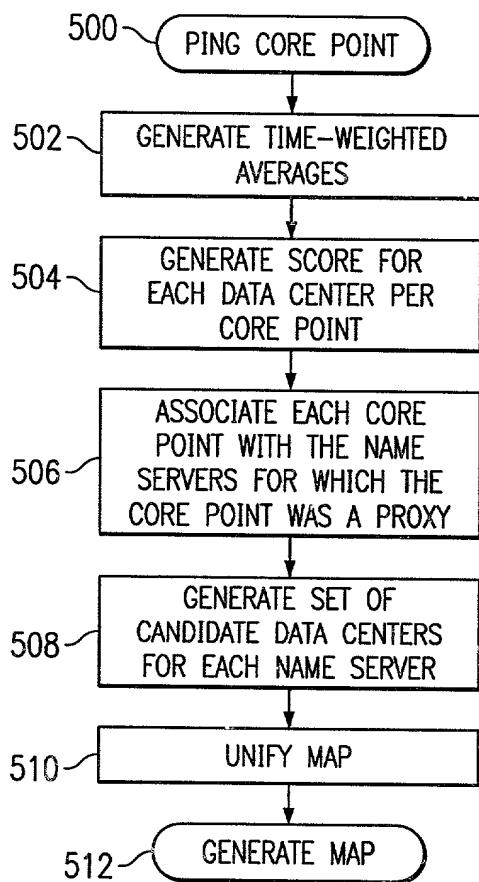 500
PING CORE POINT
502
GENERATE TIME-WEIGHTED
AVERAGES
504
GENERATE SCORE FOR
EACH DATA CENTER PER
CORE POINT
506
ASSOCIATE EACH CORE
POINT WITH THE NAME
SERVERS FOR WHICH THE
CORE POINT WAS A PROXY
508
GENERATE SET OF
CANDIDATE DATA CENTERS
FOR EACH NAME SERVER
510
UNIFY MAP
512
GENERATE MAP